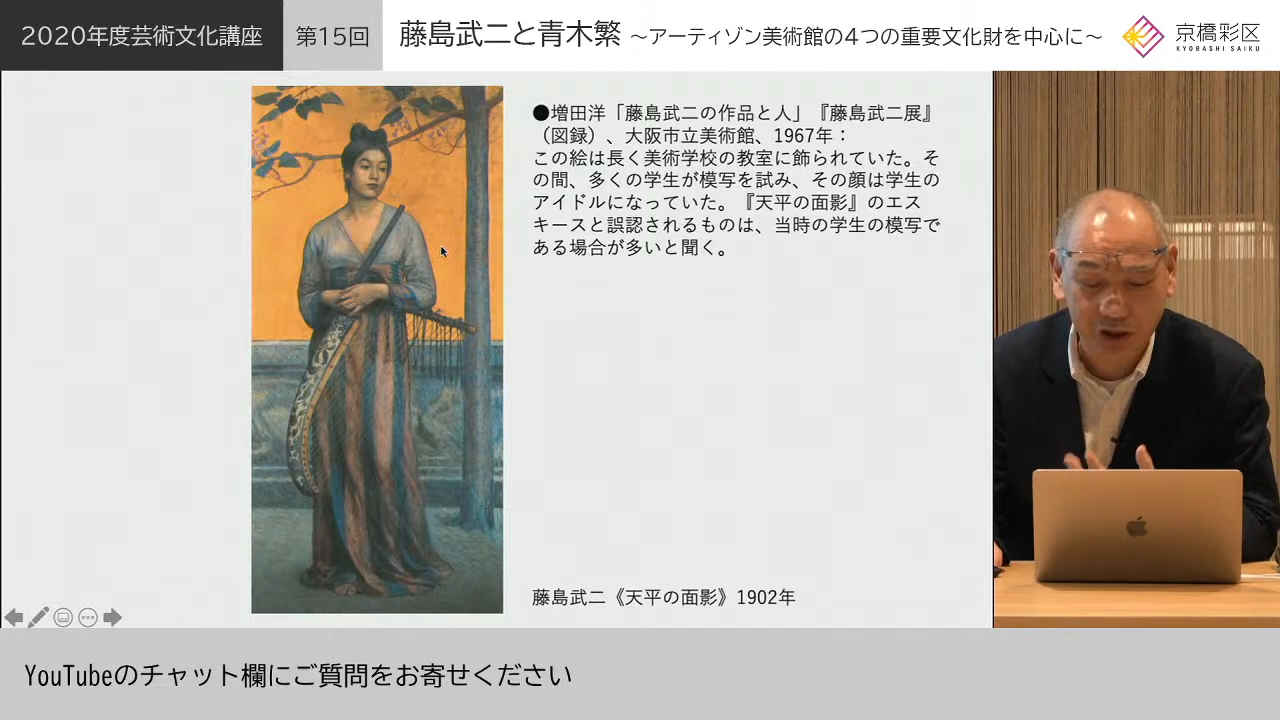 2020年度芸術文化講座
第15回
藤島武二と青木繁 ～アーティゾン美術館の4つの重要文化財を中心に～
京橋彩区
KYOBASHI SAIKU
●増田洋「藤島武二の作品と人」『藤島武二展』
（図録）、大阪市立美術館、1967年：
この絵は長く美術学校の教室に飾られていた。そ
の間、多くの学生が模写を試み、その顔は学生の
アイドルになっていた。『天平の面影』のエス
キースと誤認されるものは、当時の学生の模写で
ある場合が多いと聞く。
藤島武二《天平の面影》1902年
YouTubeのチャット欄にご質問をお寄せください